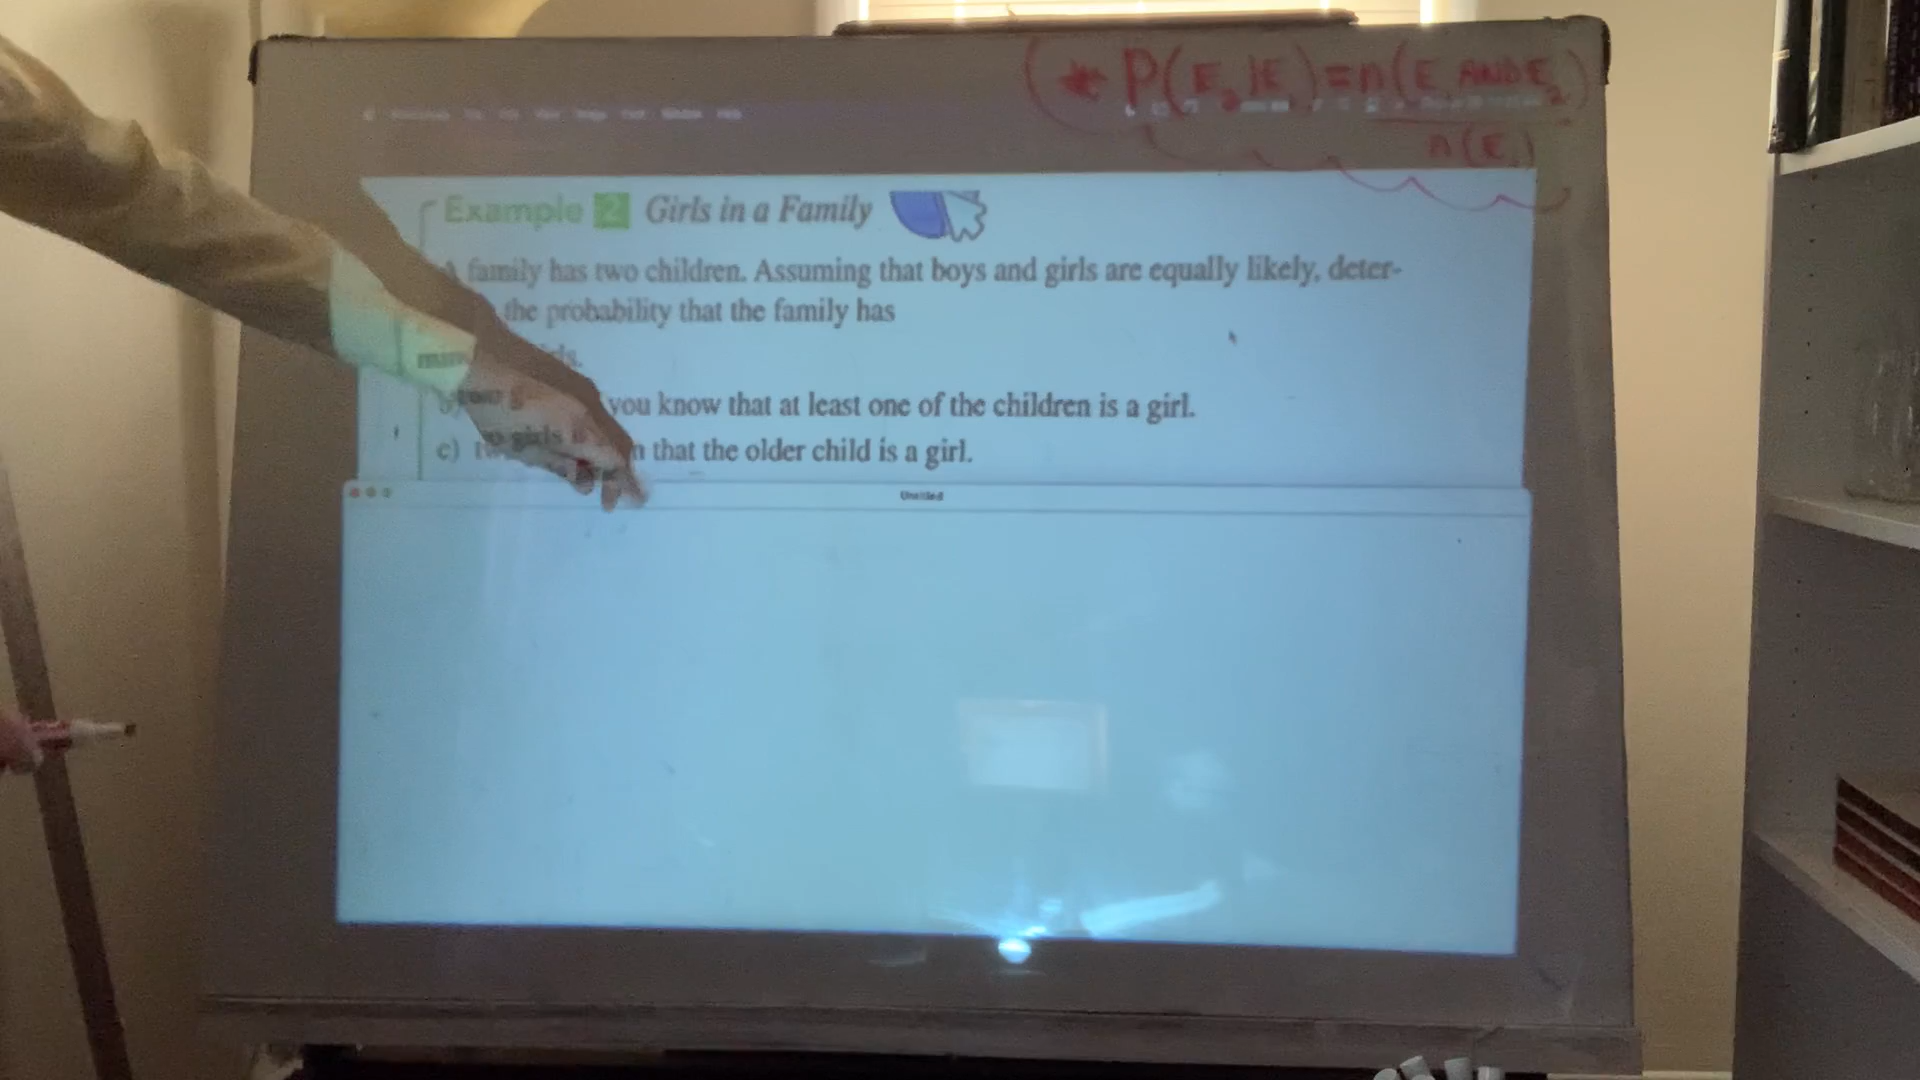 * P(E₂|E₁) = n(E₁ AND E₂)
n(E₁)
Example 2 Girls in a Family
A family has two children. Assuming that boys and girls are equally likely, deter-
the probability that the family has
b) you know that at least one of the children is a girl.
c) two girls that the older child is a girl.
Untitled